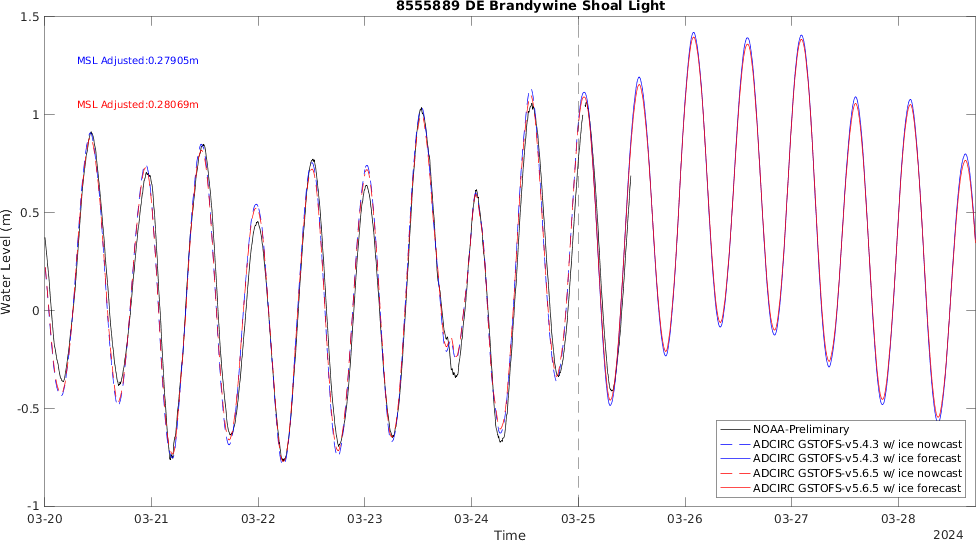 8555889 DE Brandywine Shoal Light
1.5
MSL Adjusted:0.27905m
MSL Adjusted:0.28069m
1
0.5
0
-0.5
-1
Water Level (m)
NOAA-Preliminary
ADCIRC GSTOFS-v5.4.3 w/ice nowcast
ADCIRC GSTOFS-v5.4.3 w/ice forecast
ADCIRC GSTOFS-v5.6.5 w/ice nowcast
ADCIRC GSTOFS-v5.6.5 w/ice forecast
03-20 03-21 03-22 03-23 03-24 03-25 03-26 03-27 03-28
Time
2024